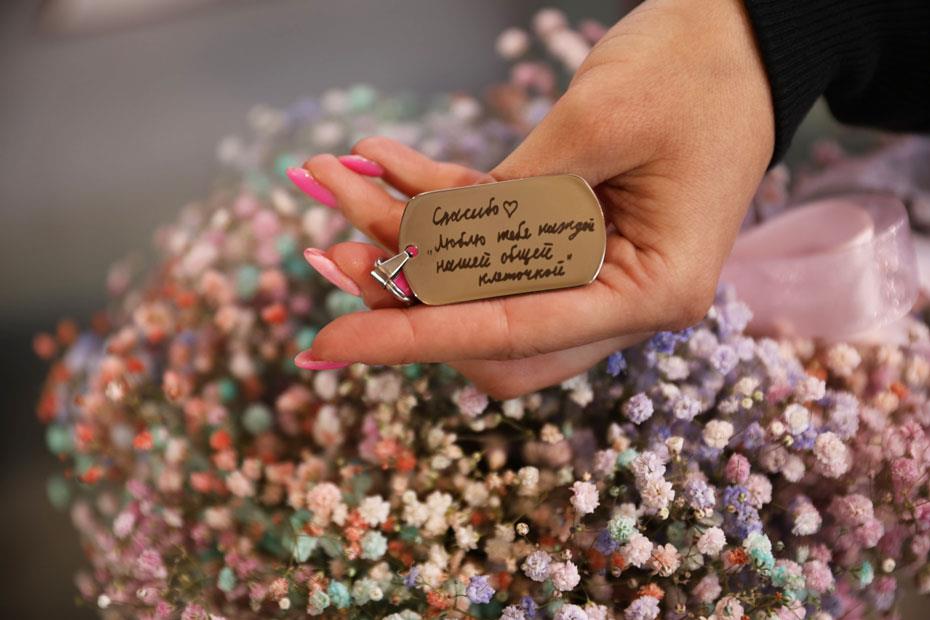 Спасибо♡
„Люблю тебя каждой
нашей общей
клеточкой"